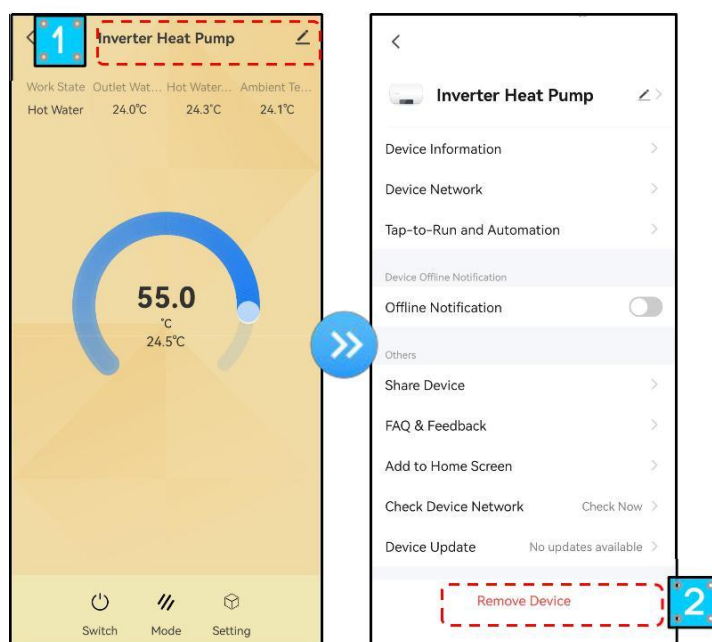 1
Inverter Heat Pump
Work State Outlet Wat... Hot Water... Ambient Te...
Hot Water 24.0°C 24.3°C 24.1°C
55.0
°C
24.5°C
Switch Mode Setting
Inverter Heat Pump
Device Information
Device Network
Tap-to-Run and Automation
Device Offline Notification
Offline Notification
Others
Share Device
FAQ & Feedback
Add to Home Screen
Check Device Network Check Now
Device Update No updates available
Remove Device
2